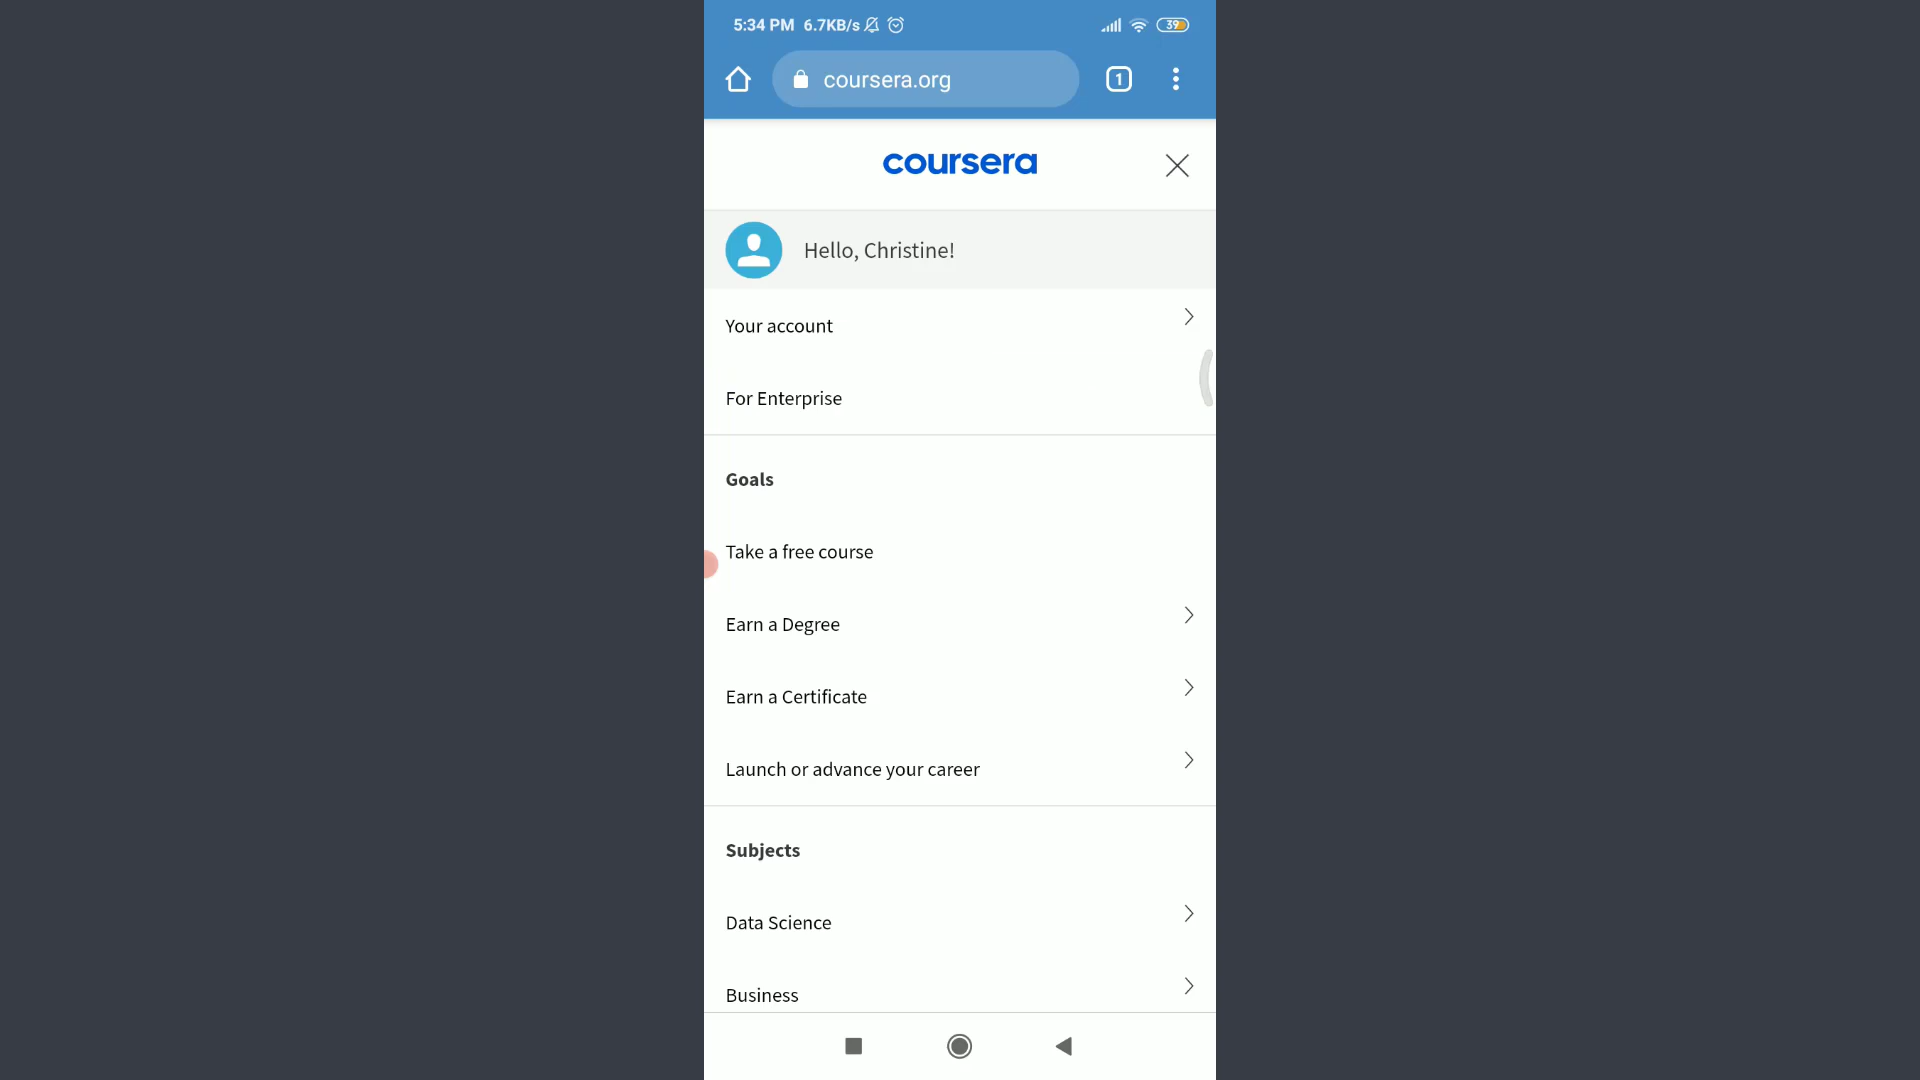 5:34 PM 6.7KB/s 39
coursera.org 1
coursera
Hello, Christine!
Your account
For Enterprise
Goals
Take a free course
Earn a Degree
Earn a Certificate
Launch or advance your career
Subjects
Data Science
Business